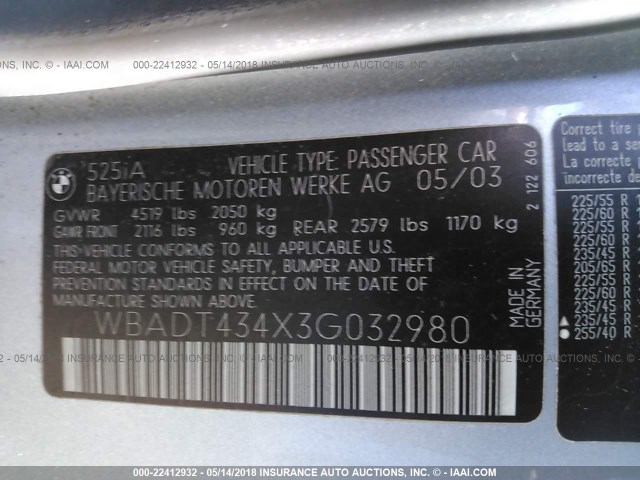 000-22412932 - 05/14/2018 INSURANCE AUTO AUCTIONS, INC. - © IAAI.COM
525iA VEHICLE TYPE: PASSENGER CAR
BAYERISCHE MOTOREN WERKE AG 05/03
GVWR 4519 lbs 2050 kg
GAWR FRONT 2116 lbs 960 kg REAR 2579 lbs 1170 kg
THIS VEHICLE CONFORMS TO ALL APPLICABLE U.S.
FEDERAL MOTOR VEHICLE SAFETY, BUMPER AND THEFT
PREVENTION STANDARDS IN EFFECT ON THE DATE OF
MANUFACTURE SHOWN ABOVE.
WBADT434X3G032980
MADE IN GERMANY
2 122 606
Correct tire
lead to a
La correct
incorrecte
225/55 R
225/60 R
225/55 R
225/60 R
235/45 R
205/65 R
225/55 R
225/60 R
235/45 R
235/45 R
255/40 R
000-22412932 - 05/14/2018 INSURANCE AUTO AUCTIONS, INC. - © IAAI.COM